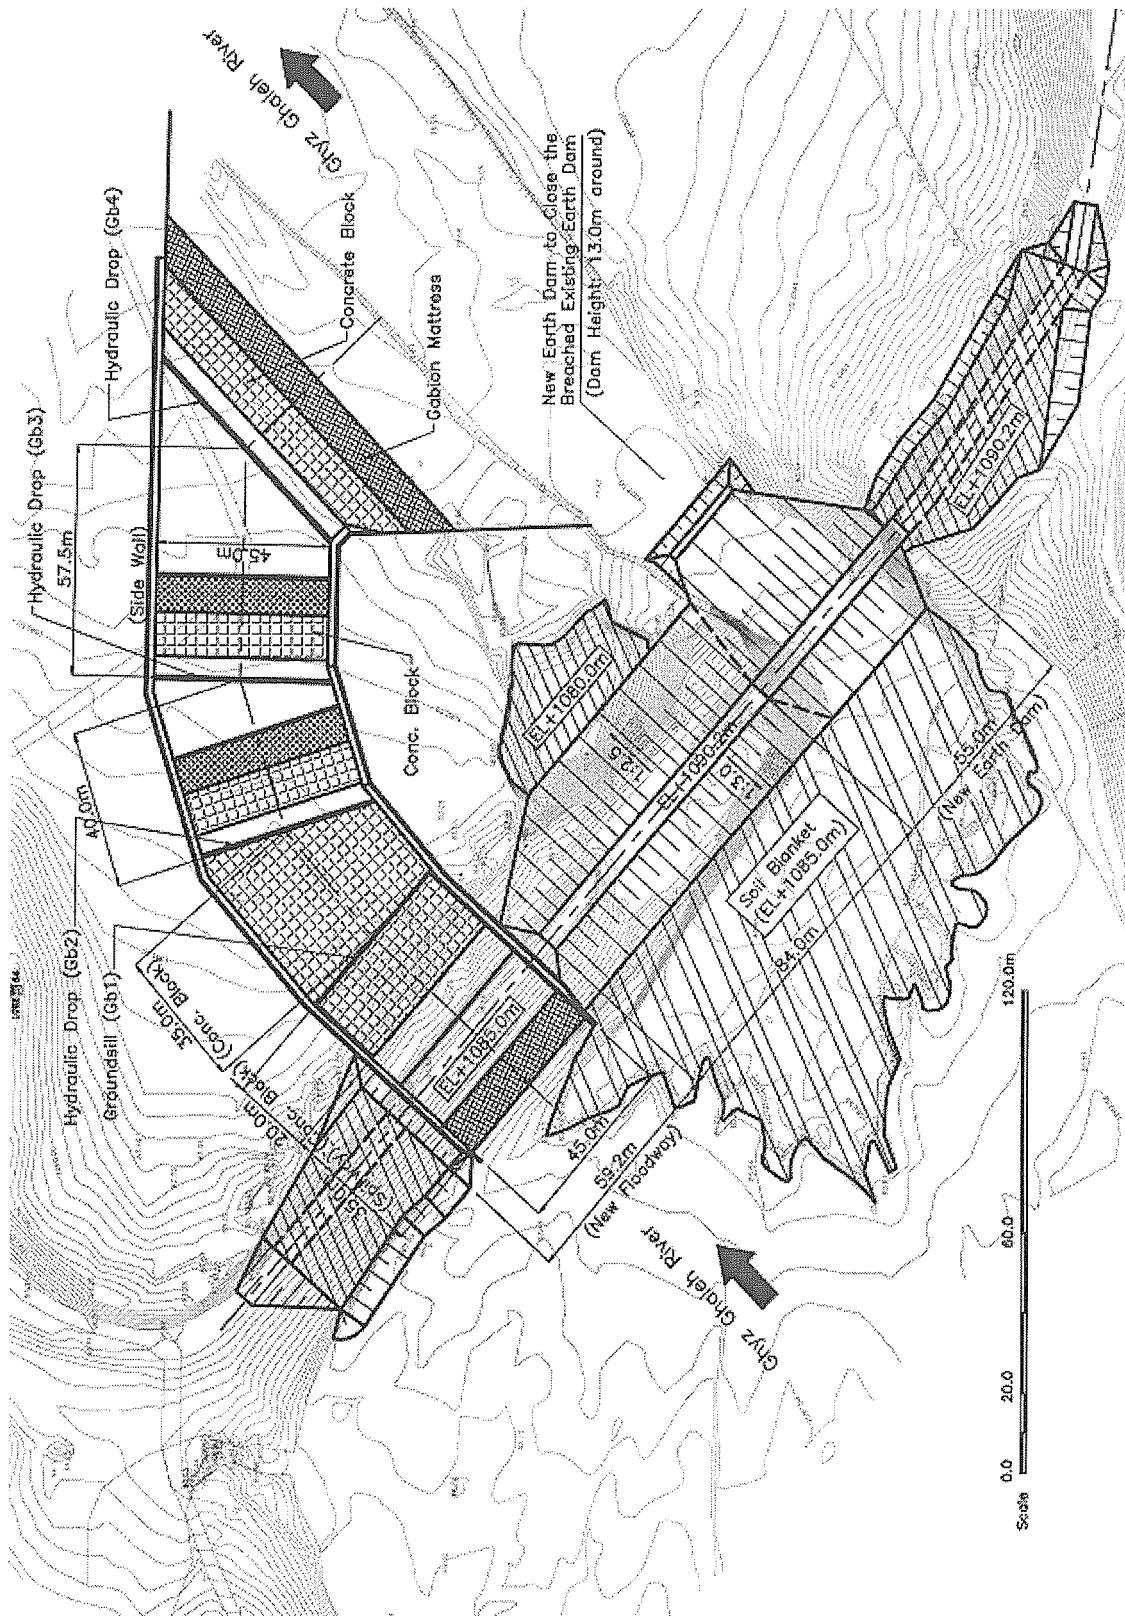 Ghyz Ghaleh River
Hydraulic Drop (Gb4)
Concrete Block
Gabion Mattress
Hydraulic Drop (Gb3)
57.5m
(Side Wall)
45.0m
New Earth Dam to Close the
Breached Existing Earth Dam
(Dam Height: 13.0m around)
EL+1090.2m
Conc. Block
40.0m
EL+1080.0m
1:2.5
EL+1090.2m
1:3.0
Soil Blanket
(EL+1085.0m)
55.0m
(New Earth Dam)
84.0m
Hydraulic Drop (Gb2)
Groundsill (Gb1)
35.0m
(Conc. Block)
20.0m
(Conc. Block)
(Spillway)
EL+1085.0m
45.0m
59.2m
(New Floodway)
Ghyz Ghaleh River
Scale
0.0
20.0
60.0
120.0m